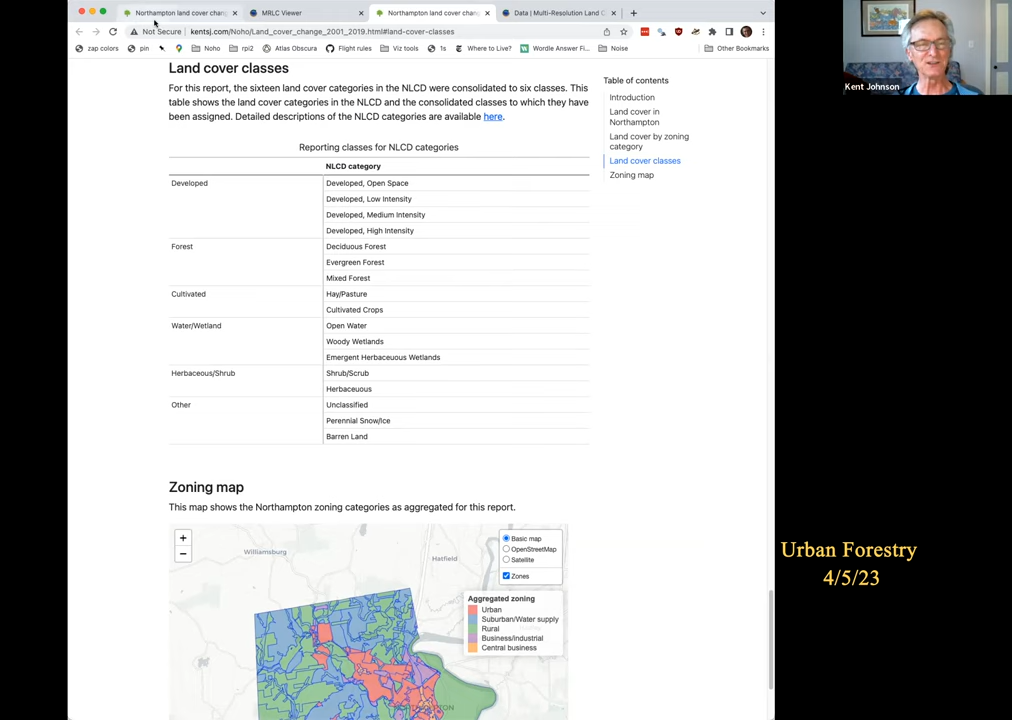 Northampton land cover chan
MRLC Viewer
Northampton land cover chan
Data | Multi-Resolution Land C
Not Secure | kentsj.com/Noho/Land_cover_change_2001_2019.html#land-cover-classes
zap colors
pin
Noho
rpi2
Atlas Obscura
Flight rules
Viz tools
1s
Where to Live?
Wordle Answer Fi...
Noise
Other Bookmarks
Land cover classes
For this report, the sixteen land cover categories in the NLCD were consolidated to six classes. This
table shows the land cover categories in the NLCD and the consolidated classes to which they have
been assigned. Detailed descriptions of the NLCD categories are available here.
Table of contents
Introduction
Land cover in
Northampton
Land cover by zoning
category
Land cover classes
Zoning map
Reporting classes for NLCD categories
NLCD category
Developed
Developed, Open Space
Developed, Low Intensity
Developed, Medium Intensity
Developed, High Intensity
Forest
Deciduous Forest
Evergreen Forest
Mixed Forest
Cultivated
Hay/Pasture
Cultivated Crops
Water/Wetland
Open Water
Woody Wetlands
Emergent Herbaceuous Wetlands
Herbaceous/Shrub
Shrub/Scrub
Herbaceuous
Other
Unclassified
Perennial Snow/Ice
Barren Land
Zoning map
This map shows the Northampton zoning categories as aggregated for this report.
+
−
Williamsburg
Hatfield
Basic map
OpenStreetMap
Satellite
Zones
Aggregated zoning
Urban
Suburban/Water supply
Rural
Business/industrial
Central business
NORTHAMPTON
Kent Johnson
Urban Forestry
4/5/23